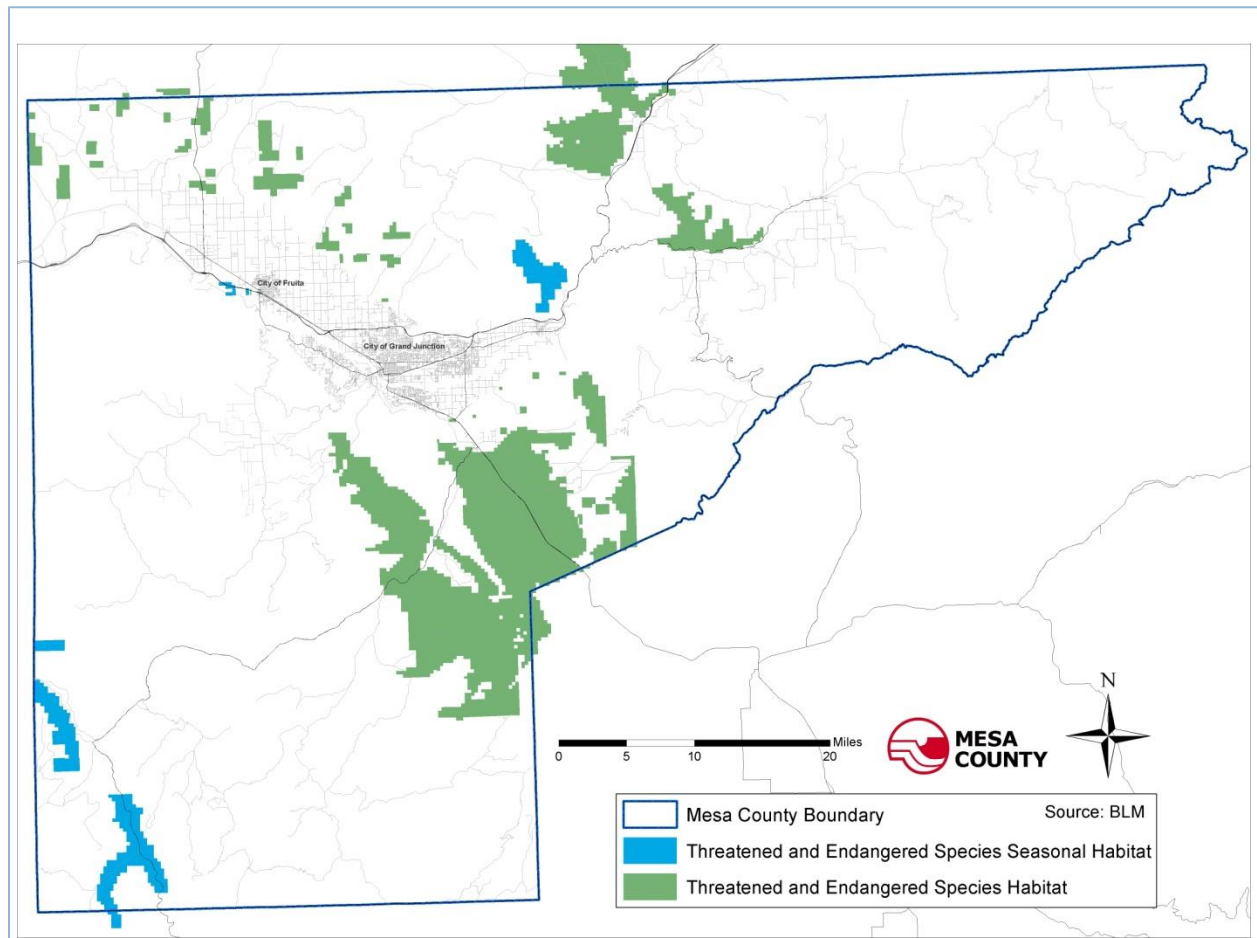 City of Fruita
City of Grand Junction
N
Miles
0 5 10 20
MESA
COUNTY
Mesa County Boundary
Source: BLM
Threatened and Endangered Species Seasonal Habitat
Threatened and Endangered Species Habitat